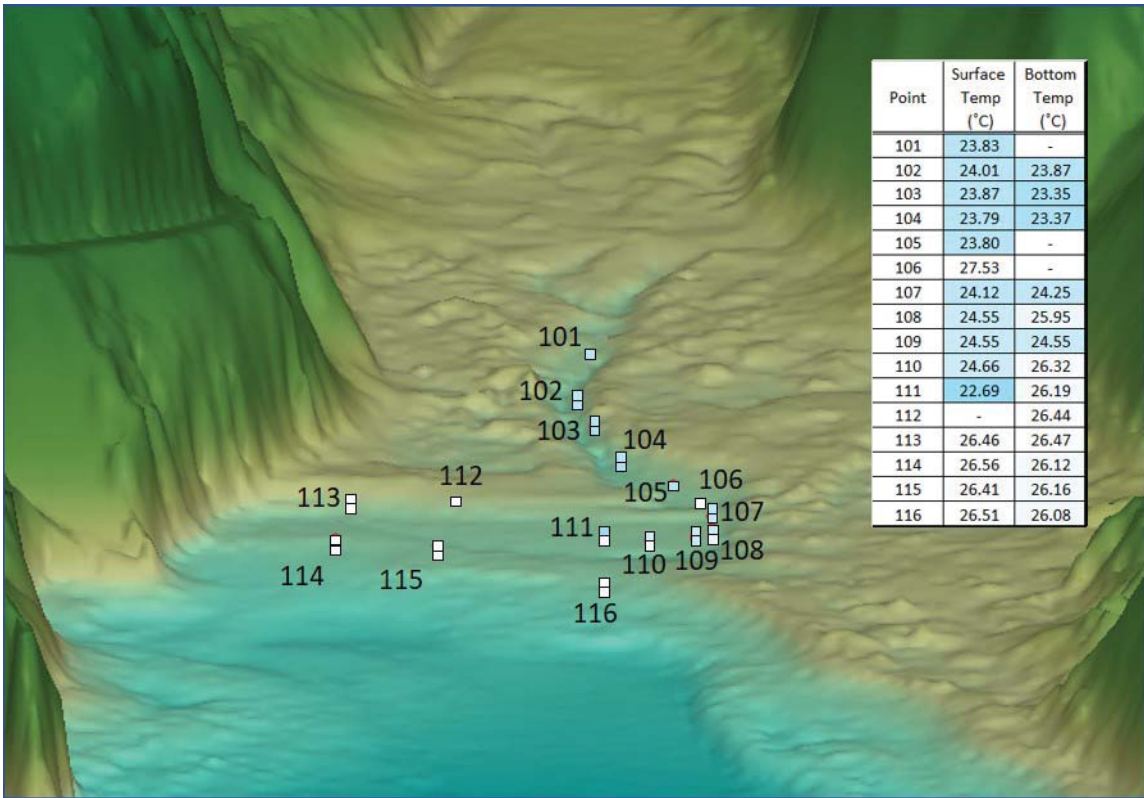 Point Surface Temp (˚C) Bottom Temp (˚C)
101 23.83 -
102 24.01 23.87
103 23.87 23.35
104 23.79 23.37
105 23.80 -
106 27.53 -
107 24.12 24.25
108 24.55 25.95
109 24.55 24.55
110 24.66 26.32
111 22.69 26.19
112 - 26.44
113 26.46 26.47
114 26.56 26.12
115 26.41 26.16
116 26.51 26.08
101
102
103
104
105 106
113 112
107
111
114 115 110 109 108
116